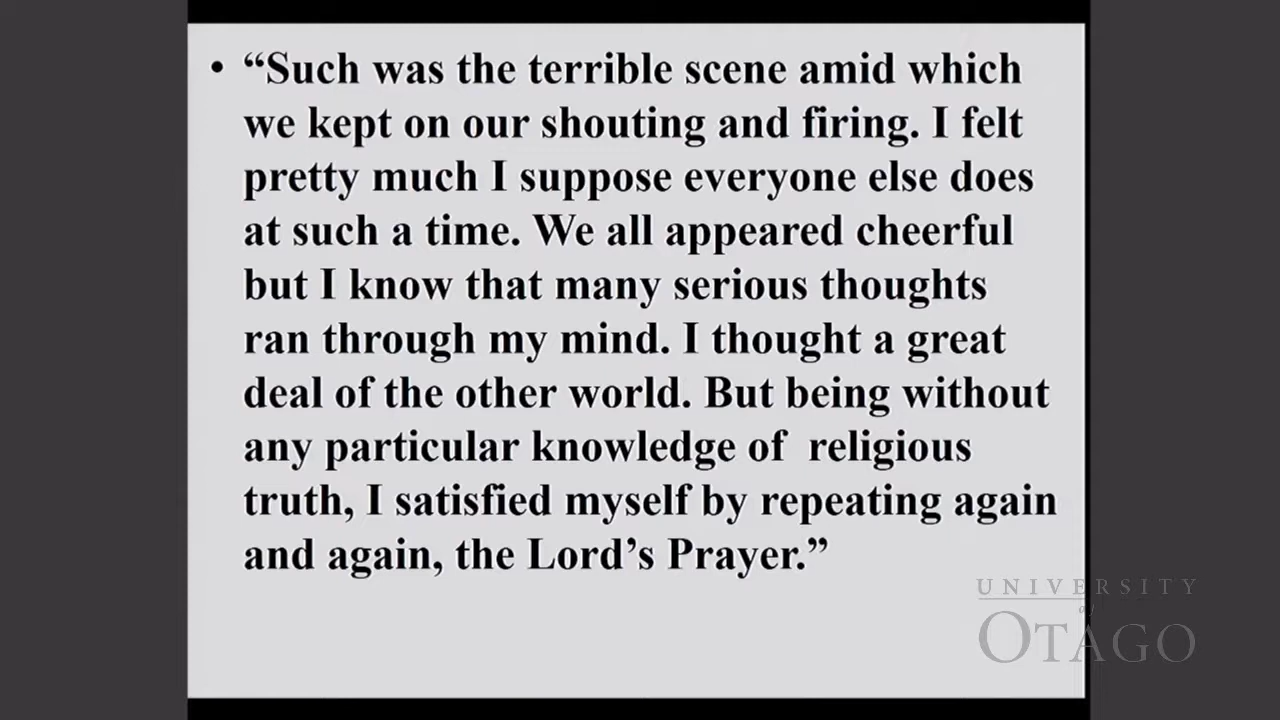 • “Such was the terrible scene amid which
we kept on our shouting and firing. I felt
pretty much I suppose everyone else does
at such a time. We all appeared cheerful
but I know that many serious thoughts
ran through my mind. I thought a great
deal of the other world. But being without
any particular knowledge of  religious
truth, I satisfied myself by repeating again
and again, the Lord’s Prayer.”
UNIVERSITY
of
OTAGO